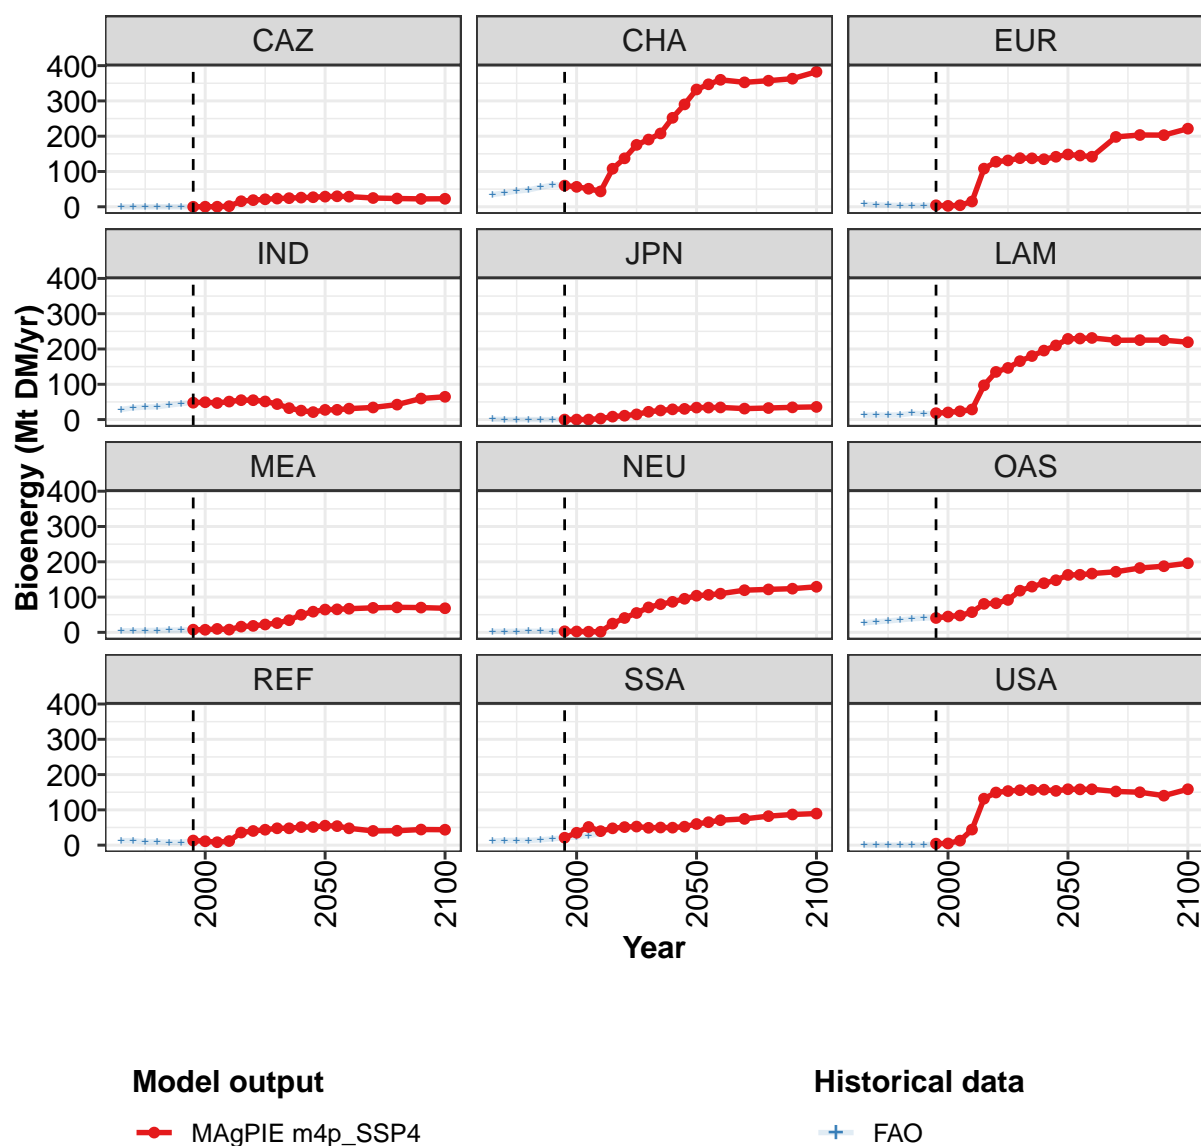 CAZ CHA EUR
400
300
200
100
0
IND JPN LAM
400
300
200
100
0
MEA NEU OAS
400
300
200
100
0
REF SSA USA
400
300
200
100
0
Bioenergy (Mt DM/yr)
2000 2050 2100 2000 2050 2100 2000 2050 2100
Year
Model output Historical data
MAgPIE m4p_SSP4 FAO